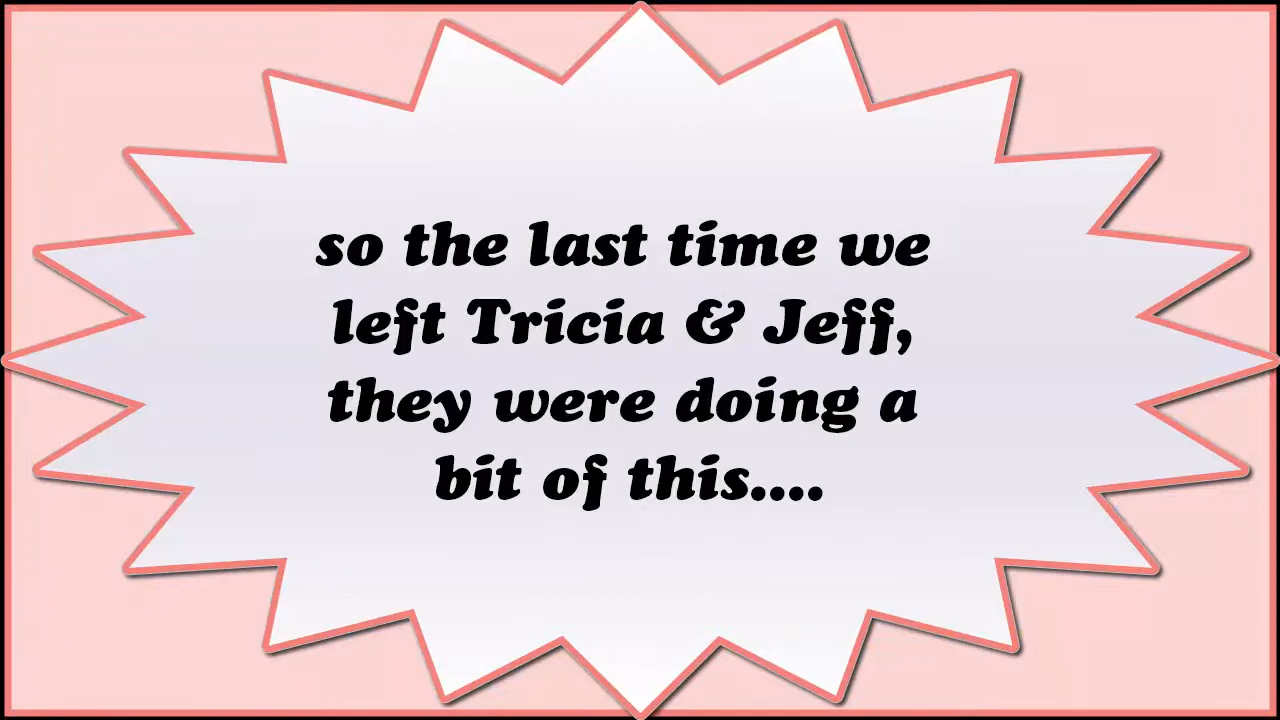 so the last time we
left Tricia & Jeff,
they were doing a
bit of this....